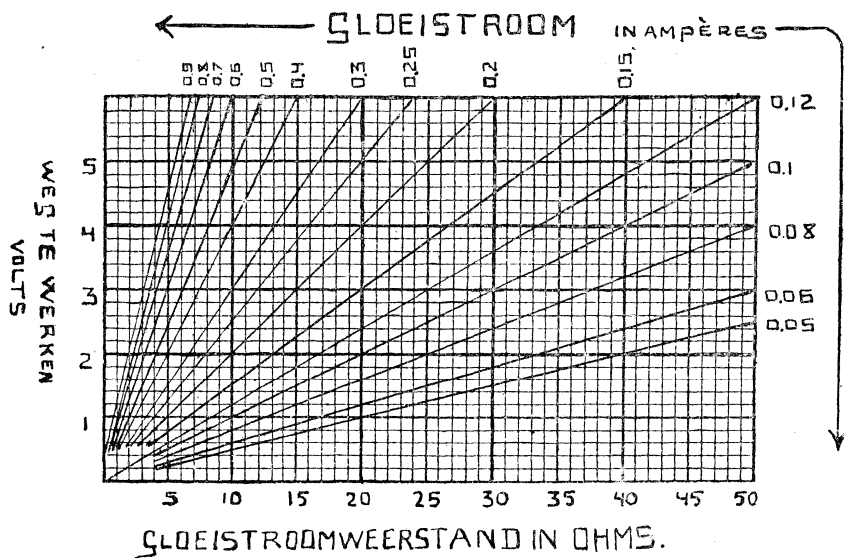 GLOEISTROOM IN AMPÈRES
0,9 0,8 0,7 0,6 0,5 0,4 0,3 0,25 0,2 0,15.
0,12
0,1
0.08
0,06
0,05
WEG TE WERKEN
VOLTS
5
4
3
2
1
5 10 15 20 25 30 35 40 45 50
GLOEISTROOMWEERSTAND IN OHMS.